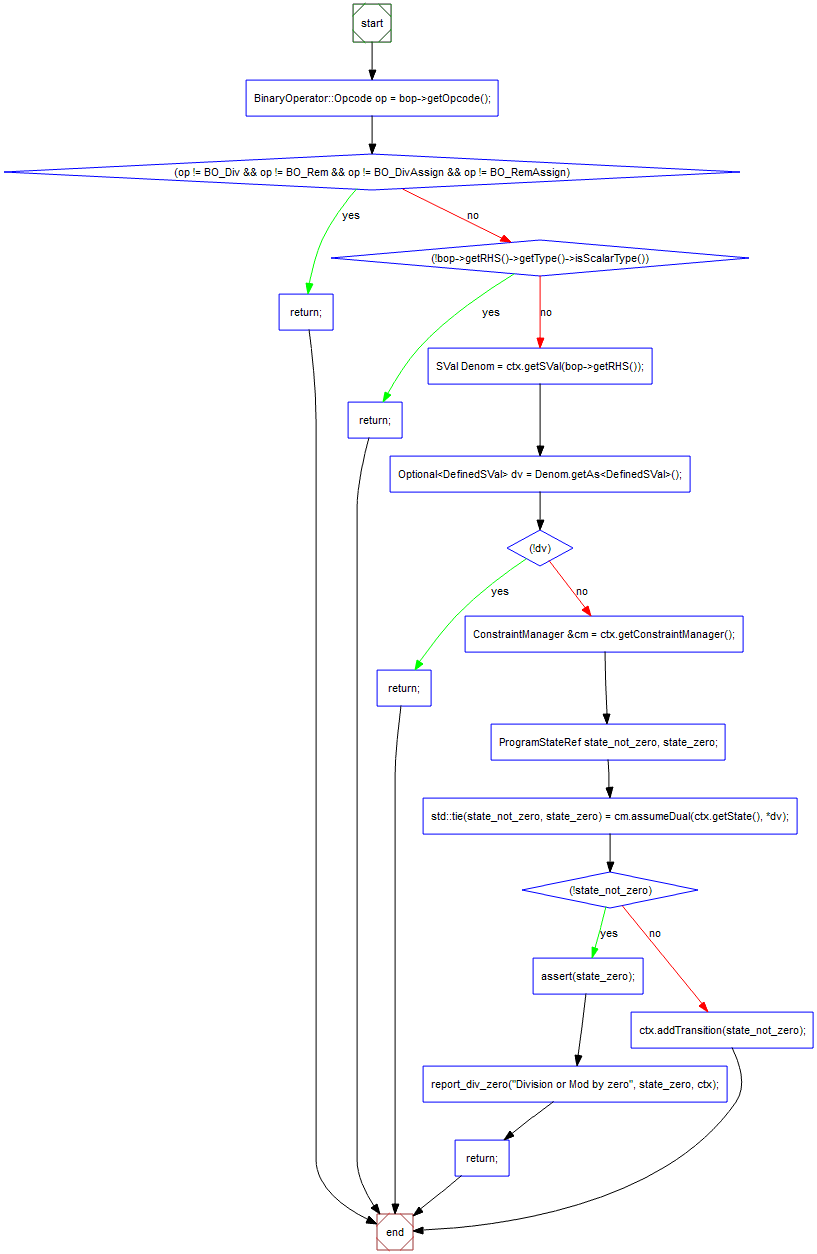 start
BinaryOperator::Opcode op = bop->getOpcode();
(op != BO_Div && op != BO_Rem && op != BO_DivAssign && op != BO_RemAssign)
yes
no
(!bop->getRHS()->getType()->isScalarType())
return;
yes
no
SVal Denom = ctx.getSVal(bop->getRHS());
return;
Optional<DefinedSVal> dv = Denom.getAs<DefinedSVal>();
(!dv)
yes
no
ConstraintManager &cm = ctx.getConstraintManager();
return;
ProgramStateRef state_not_zero, state_zero;
std::tie(state_not_zero, state_zero) = cm.assumeDual(ctx.getState(), *dv);
(!state_not_zero)
yes
no
assert(state_zero);
ctx.addTransition(state_not_zero);
report_div_zero("Division or Mod by zero", state_zero, ctx);
return;
end